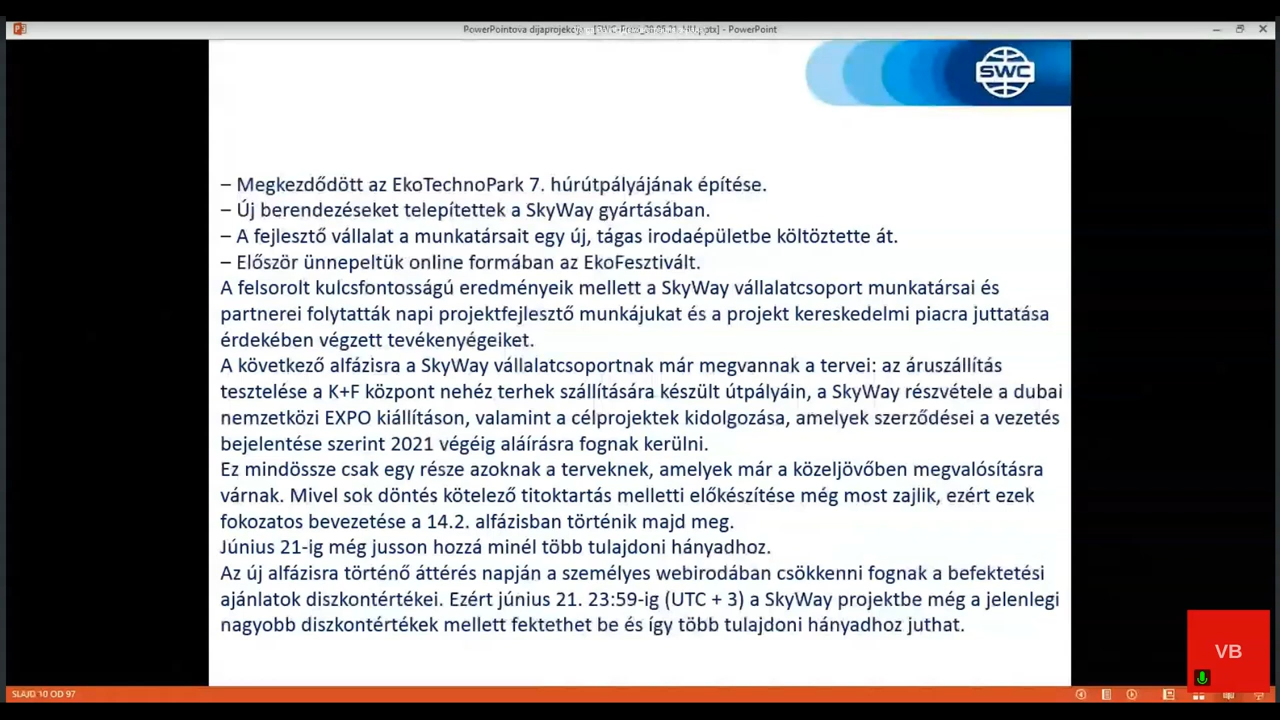 PowerPointova dijaprojekcija - [SWC-Prez_20.05.21._HU.pptx] - PowerPoint
SWC
– Megkezdődött az EkoTechnoPark 7. húrútpályájának építése.
– Új berendezéseket telepítettek a SkyWay gyártásában.
– A fejlesztő vállalat a munkatársait egy új, tágas irodaépületbe költöztette át.
– Először ünnepeltük online formában az EkoFesztivált.
A felsorolt kulcsfontosságú eredményeik mellett a SkyWay vállalatcsoport munkatársai és
partnerei folytatták napi projektfejlesztő munkájukat és a projekt kereskedelmi piacra juttatása
érdekében végzett tevékenyégeiket.
A következő alfázisra a SkyWay vállalatcsoportnak már megvannak a tervei: az áruszállítás
tesztelése a K+F központ nehéz terhek szállítására készült útpályáin, a SkyWay részvétele a dubai
nemzetközi EXPO kiállításon, valamint a célprojektek kidolgozása, amelyek szerződései a vezetés
bejelentése szerint 2021 végéig aláírásra fognak kerülni.
Ez mindössze csak egy része azoknak a terveknek, amelyek már a közeljövőben megvalósításra
várnak. Mivel sok döntés kötelező titoktartás melletti előkészítése még most zajlik, ezért ezek
fokozatos bevezetése a 14.2. alfázisban történik majd meg.
Június 21-ig még jusson hozzá minél több tulajdoni hányadhoz.
Az új alfázisra történő áttérés napján a személyes webirodában csökkenni fognak a befektetési
ajánlatok diszkontértékei. Ezért június 21. 23:59-ig (UTC + 3) a SkyWay projektbe még a jelenlegi
nagyobb diszkontértékek mellett fektethet be és így több tulajdoni hányadhoz juthat.
VB
SLAJD 10 OD 97